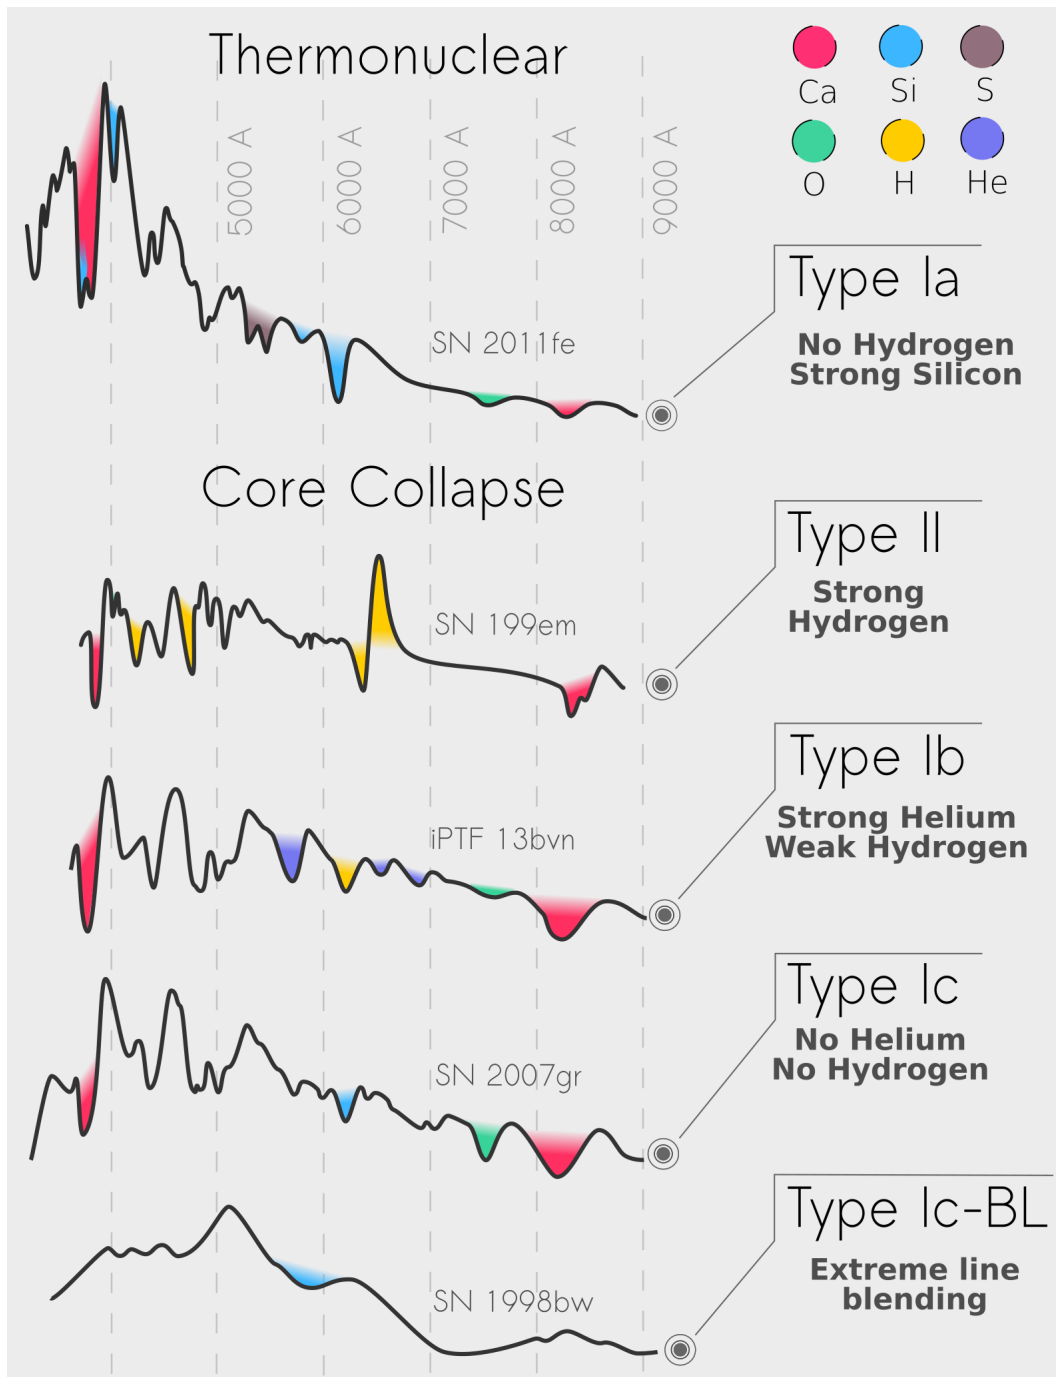 Thermonuclear
Ca
Si
S
O
H
He
5000 A
6000 A
7000 A
8000 A
9000 A
Type Ia
No Hydrogen
Strong Silicon
SN 2011fe
Core Collapse
Type II
Strong
Hydrogen
SN 199em
Type Ib
Strong Helium
Weak Hydrogen
iPTF 13bvn
Type Ic
No Helium
No Hydrogen
SN 2007gr
Type Ic-BL
Extreme line
blending
SN 1998bw